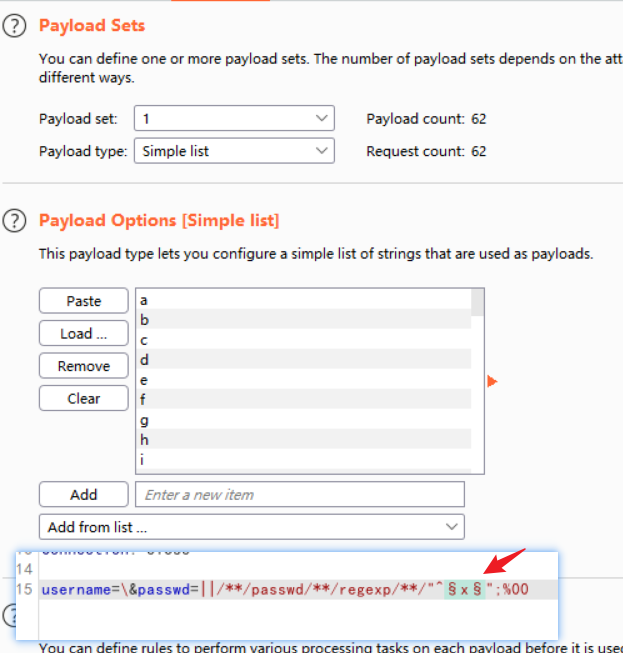 Payload Sets
You can define one or more payload sets. The number of payload sets depends on the att
different ways.
Payload set: 1 Payload count: 62
Payload type: Simple list Request count: 62
Payload Options [Simple list]
This payload type lets you configure a simple list of strings that are used as payloads.
Paste
Load ...
Remove
Clear
a
b
c
d
e
f
g
h
i
Add Enter a new item
Add from list ...
14
15 username=\&passwd=||/**/passwd/**/regexp/**/"^§x§";%00
You can define rules to perform various processing tasks on each payload before it is used